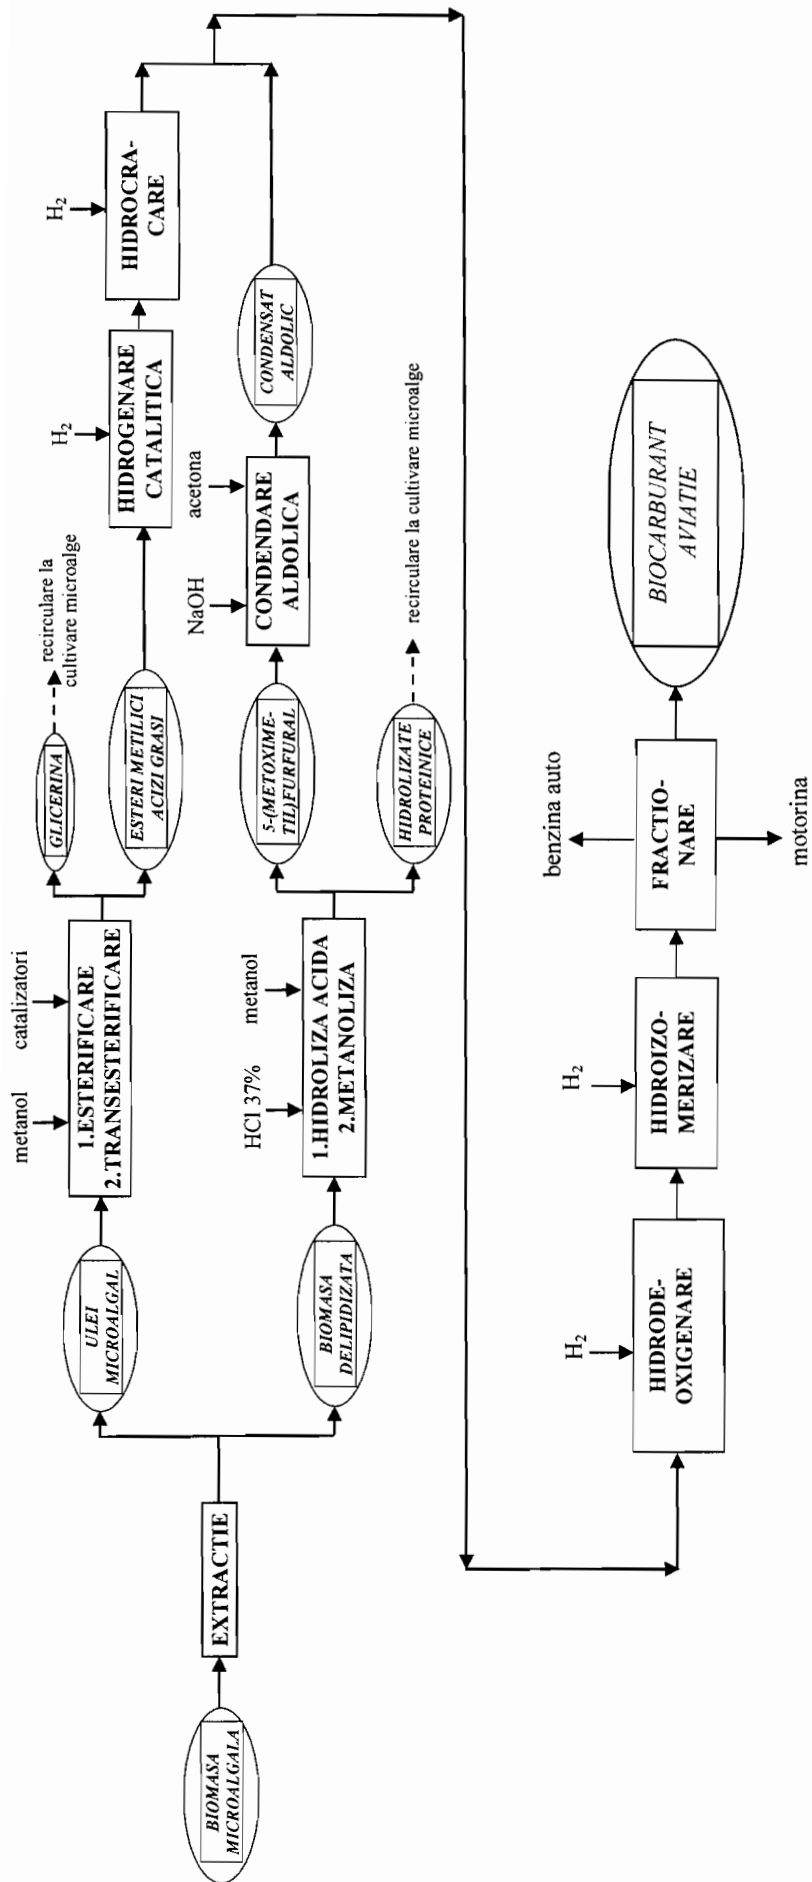 BIOMASA
MICROALGALA
EXTRACTIE
ULEI
MICROALGAL
metanol
catalizatori
1.ESTERIFICARE
2.TRANSESTERIFICARE
GLICERINA
recirculare la
cultivare microalge
ESTERI METILICI
ACIZI GRASI
H2
HIDROGENARE
CATALITICA
H2
HIDROCRA-
CARE
BIOMASA
DELIPIDIZATA
HCl 37%
metanol
1.HIDROLIZA ACIDA
2.METANOLIZA
5-(METOXIME-
TIL)FURFURAL
HIDROLIZATE
PROTEINICE
recirculare la cultivare microalge
NaOH
acetona
CONDENDARE
ALDOLICA
CONDENSAT
ALDOLIC
H2
HIDRODE-
OXIGENARE
H2
HIDROIZO-
MERIZARE
benzina auto
FRACTIO-
NARE
motorina
BIOCARBURANT
AVIATIE